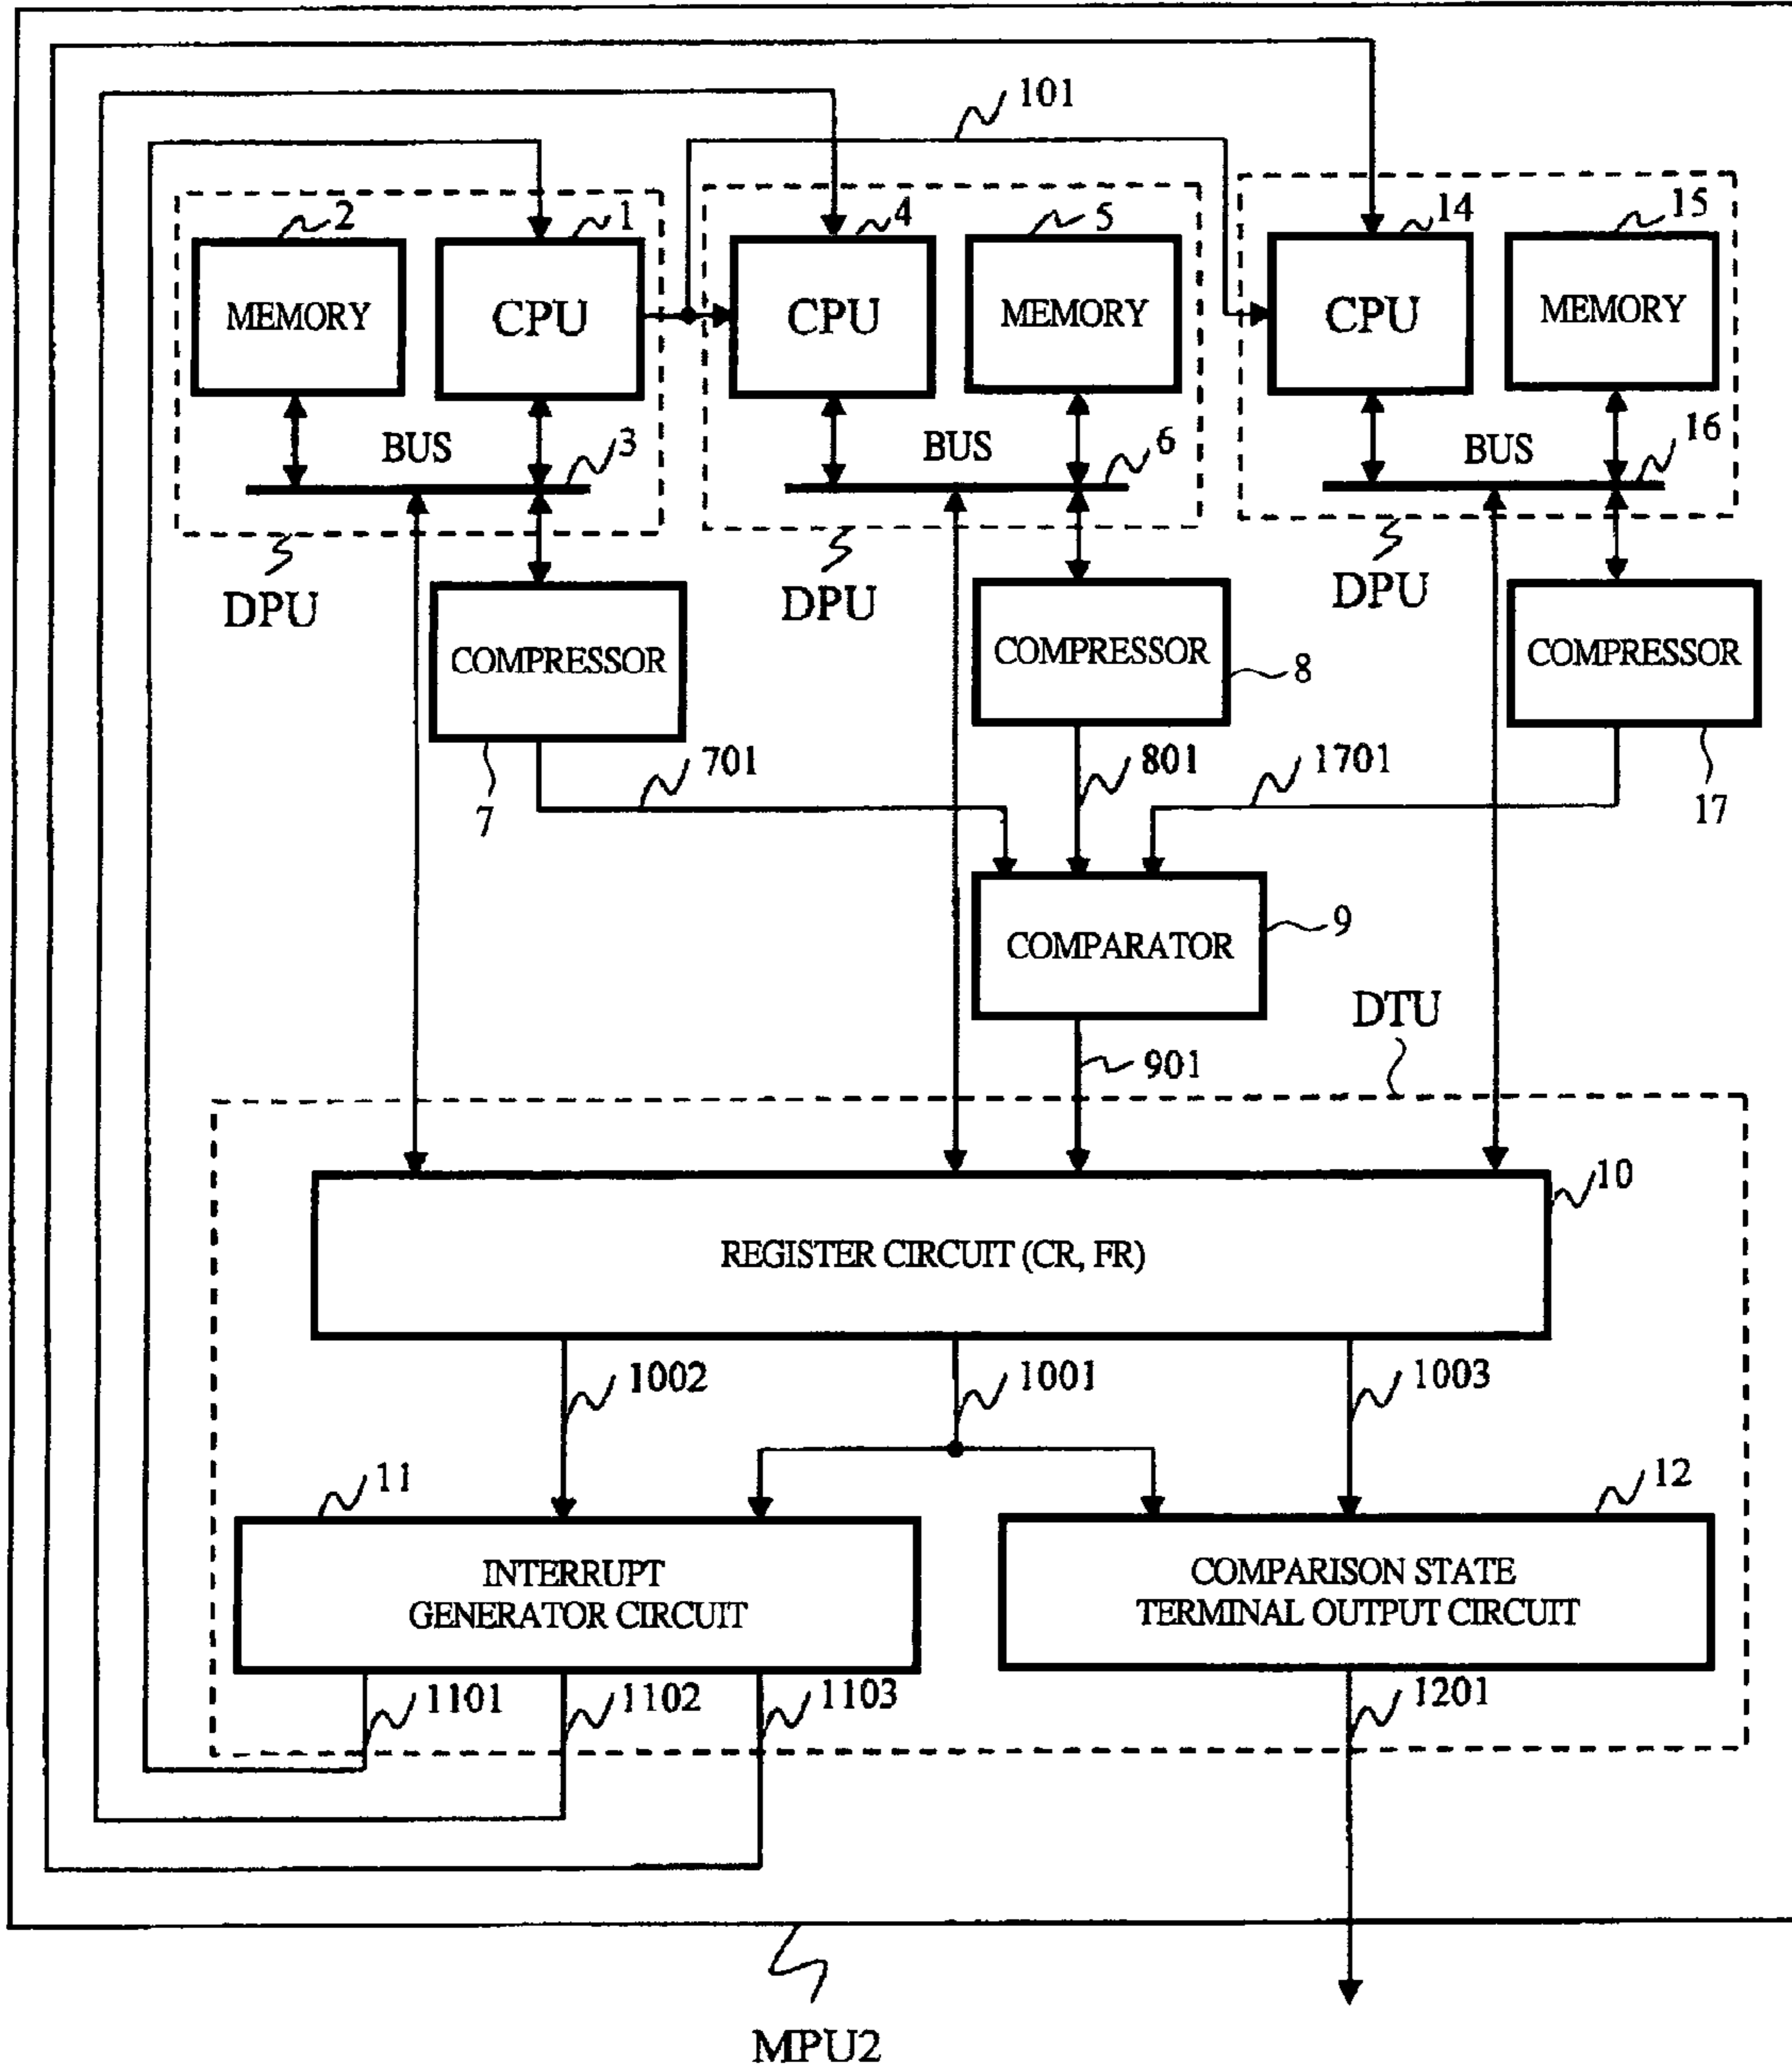 101
2
1
4
5
14
15
MEMORY
CPU
CPU
MEMORY
CPU
MEMORY
BUS
3
BUS
6
BUS
16
DPU
DPU
DPU
COMPRESSOR
COMPRESSOR
8
COMPRESSOR
7
701
801
1701
17
COMPARATOR
9
DTU
901
10
REGISTER CIRCUIT (CR, FR)
1002
1001
1003
11
12
INTERRUPT
GENERATOR CIRCUIT
COMPARISON STATE
TERMINAL OUTPUT CIRCUIT
1101
1102
1103
1201
MPU2